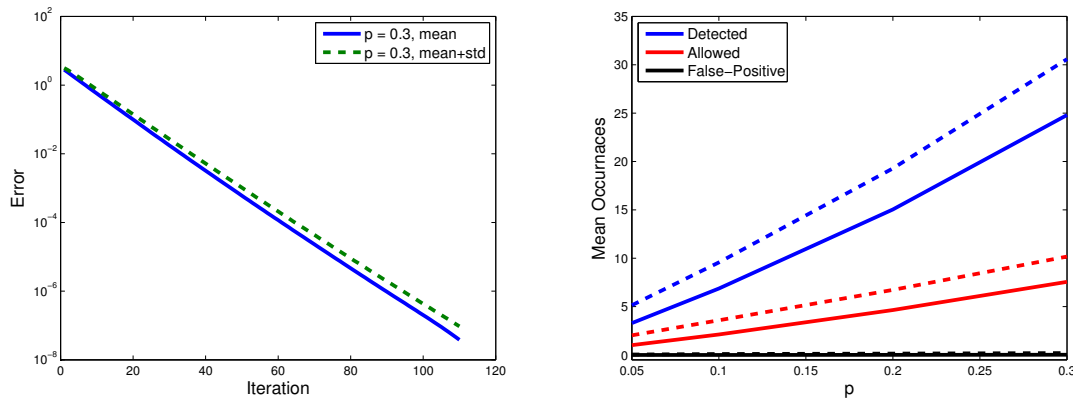 10^2
10^0
10^-2
10^-4
10^-6
10^-8
Error
0 20 40 60 80 100 120
Iteration
p = 0.3, mean
p = 0.3, mean+std
35
30
25
20
15
10
5
0
Mean Occurnaces
0.05 0.1 0.15 0.2 0.25 0.3
p
Detected
Allowed
False-Positive